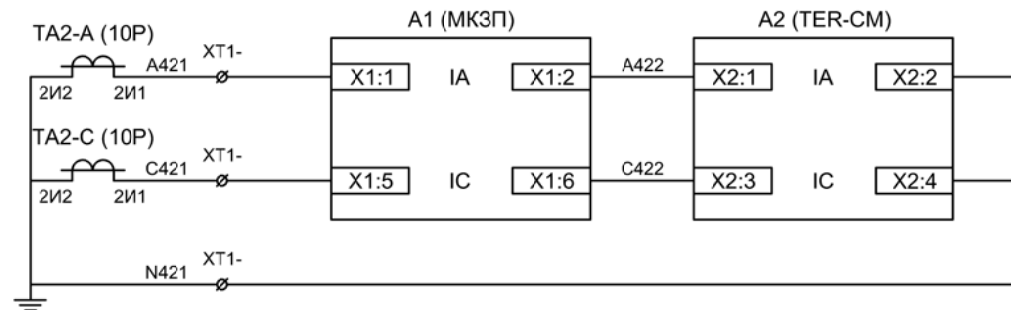 A1 (МКЗП)
A2 (TER-CM)
TA2-A (10P)
A421
XT1-
2И2
2И1
X1:1
IA
X1:2
A422
X2:1
IA
X2:2
TA2-C (10P)
C421
XT1-
2И2
2И1
X1:5
IC
X1:6
C422
X2:3
IC
X2:4
N421
XT1-